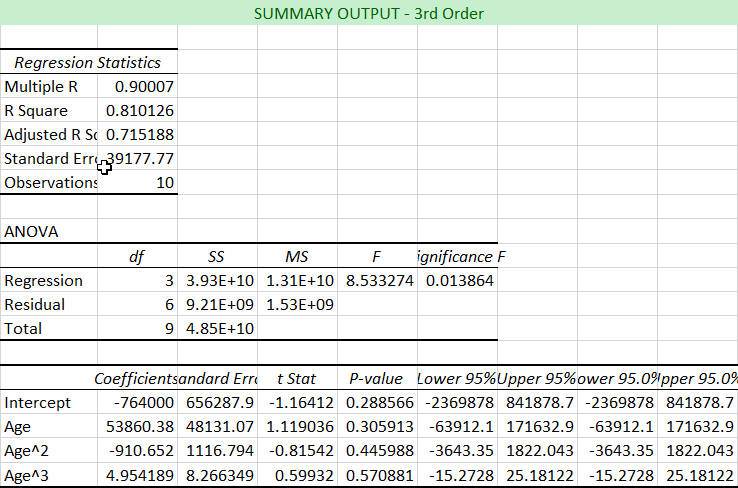 SUMMARY OUTPUT - 3rd Order
Regression Statistics
Multiple R 0.90007
R Square 0.810126
Adjusted R Sq 0.715188
Standard Erro 39177.77
Observations 10
ANOVA
df SS MS F ignificance F
Regression 3 3.93E+10 1.31E+10 8.533274 0.013864
Residual 6 9.21E+09 1.53E+09
Total 9 4.85E+10
Coefficients andard Erro t Stat P-value Lower 95% Upper 95% ower 95.0% Ipper 95.0%
Intercept -764000 656287.9 -1.16412 0.288566 -2369878 841878.7 -2369878 841878.7
Age 53860.38 48131.07 1.119036 0.305913 -63912.1 171632.9 -63912.1 171632.9
Age^2 -910.652 1116.794 -0.81542 0.445988 -3643.35 1822.043 -3643.35 1822.043
Age^3 4.954189 8.266349 0.59932 0.570881 -15.2728 25.18122 -15.2728 25.18122